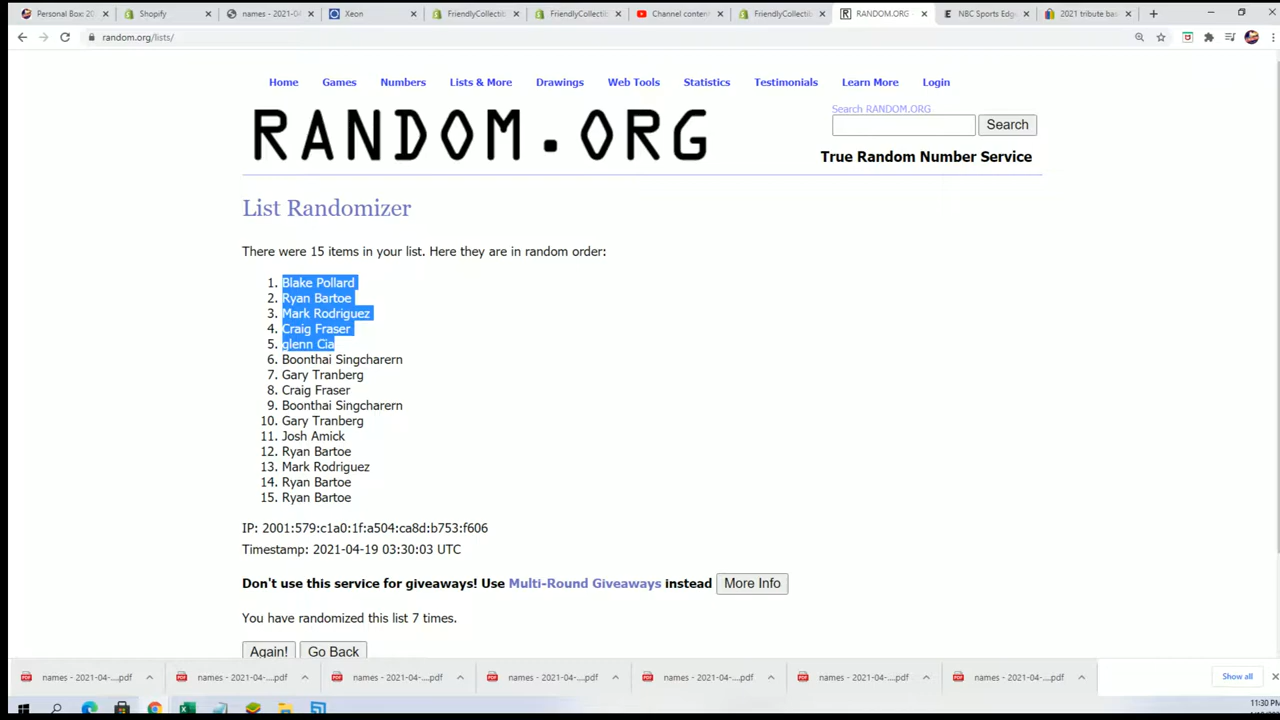 Personal Box: 20
Shopify
names - 2021-04
Xeon
FriendlyCollectib
FriendlyCollectib
Channel content
FriendlyCollectib
RANDOM.ORG
NBC Sports Edge
2021 tribute bas
random.org/lists/
Home Games Numbers Lists & More Drawings Web Tools Statistics Testimonials Learn More Login
RANDOM.ORG
Search RANDOM.ORG
Search
True Random Number Service
List Randomizer
There were 15 items in your list. Here they are in random order:
1. Blake Pollard
2. Ryan Bartoe
3. Mark Rodriguez
4. Craig Fraser
5. glenn Cia
6. Boonthai Singcharern
7. Gary Tranberg
8. Craig Fraser
9. Boonthai Singcharern
10. Gary Tranberg
11. Josh Amick
12. Ryan Bartoe
13. Mark Rodriguez
14. Ryan Bartoe
15. Ryan Bartoe
IP: 2001:579:c1a0:1f:a504:ca8d:b753:f606
Timestamp: 2021-04-19 03:30:03 UTC
Don't use this service for giveaways! Use Multi-Round Giveaways instead More Info
You have randomized this list 7 times.
Again! Go Back
names - 2021-04-....pdf
names - 2021-04-....pdf
names - 2021-04-....pdf
names - 2021-04-....pdf
names - 2021-04-....pdf
names - 2021-04-....pdf
names - 2021-04-....pdf
Show all
11:30 PM